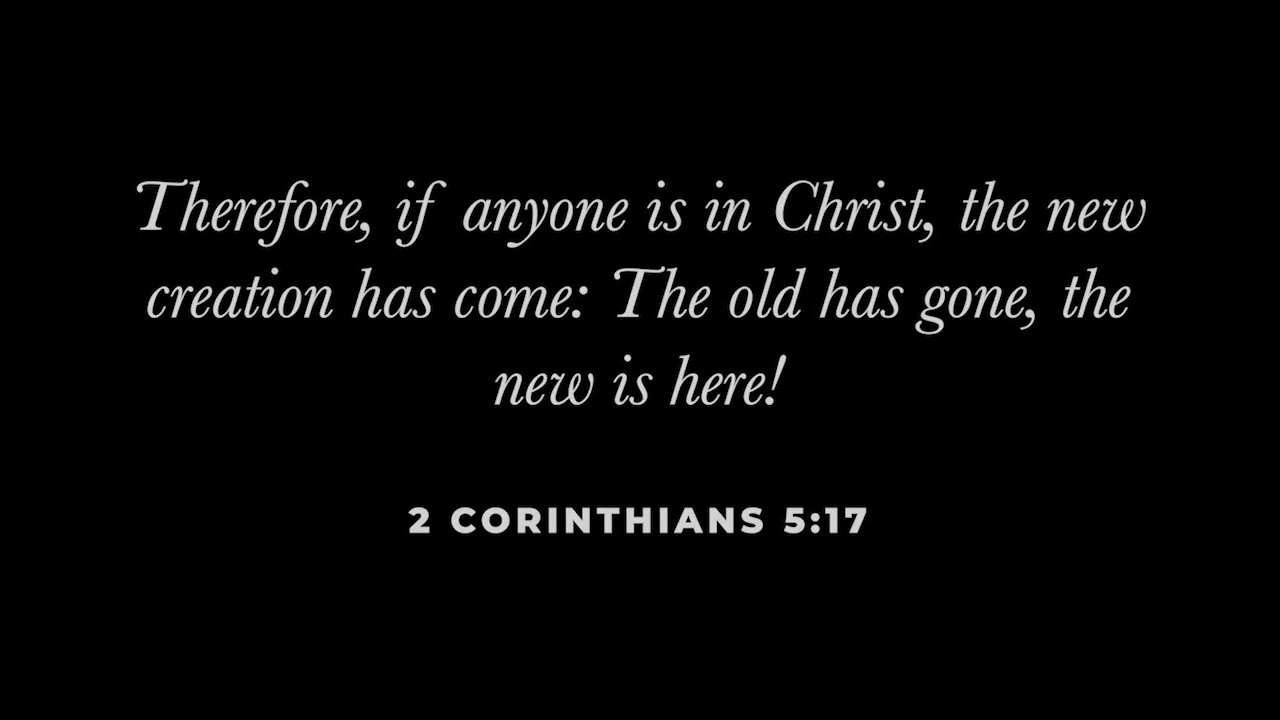 Therefore, if anyone is in Christ, the new
creation has come: The old has gone, the
new is here!
2 CORINTHIANS 5:17